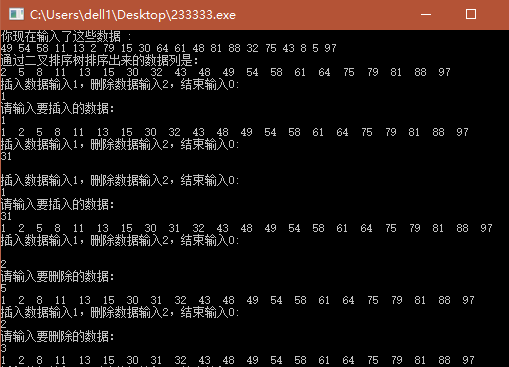 C:\Users\dell1\Desktop\233333.exe
你现在输入了这些数据 :
49 54 58 11 13 2 79 15 30 64 61 48 81 88 32 75 43 8 5 97
通过二叉排序树排序出来的数据列是:
2 5 8 11 13 15 30 32 43 48 49 54 58 61 64 75 79 81 88 97
插入数据输入1，删除数据输入2，结束输入0:
1
请输入要插入的数据:
1
1 2 5 8 11 13 15 30 32 43 48 49 54 58 61 64 75 79 81 88 97
插入数据输入1，删除数据输入2，结束输入0:
31
插入数据输入1，删除数据输入2，结束输入0:
1
请输入要插入的数据:
31
1 2 5 8 11 13 15 30 31 32 43 48 49 54 58 61 64 75 79 81 88 97
插入数据输入1，删除数据输入2，结束输入0:
2
请输入要删除的数据:
5
1 2 8 11 13 15 30 31 32 43 48 49 54 58 61 64 75 79 81 88 97
插入数据输入1，删除数据输入2，结束输入0:
2
请输入要删除的数据:
3
1 2 8 11 13 15 30 31 32 43 48 49 54 58 61 64 75 79 81 88 97